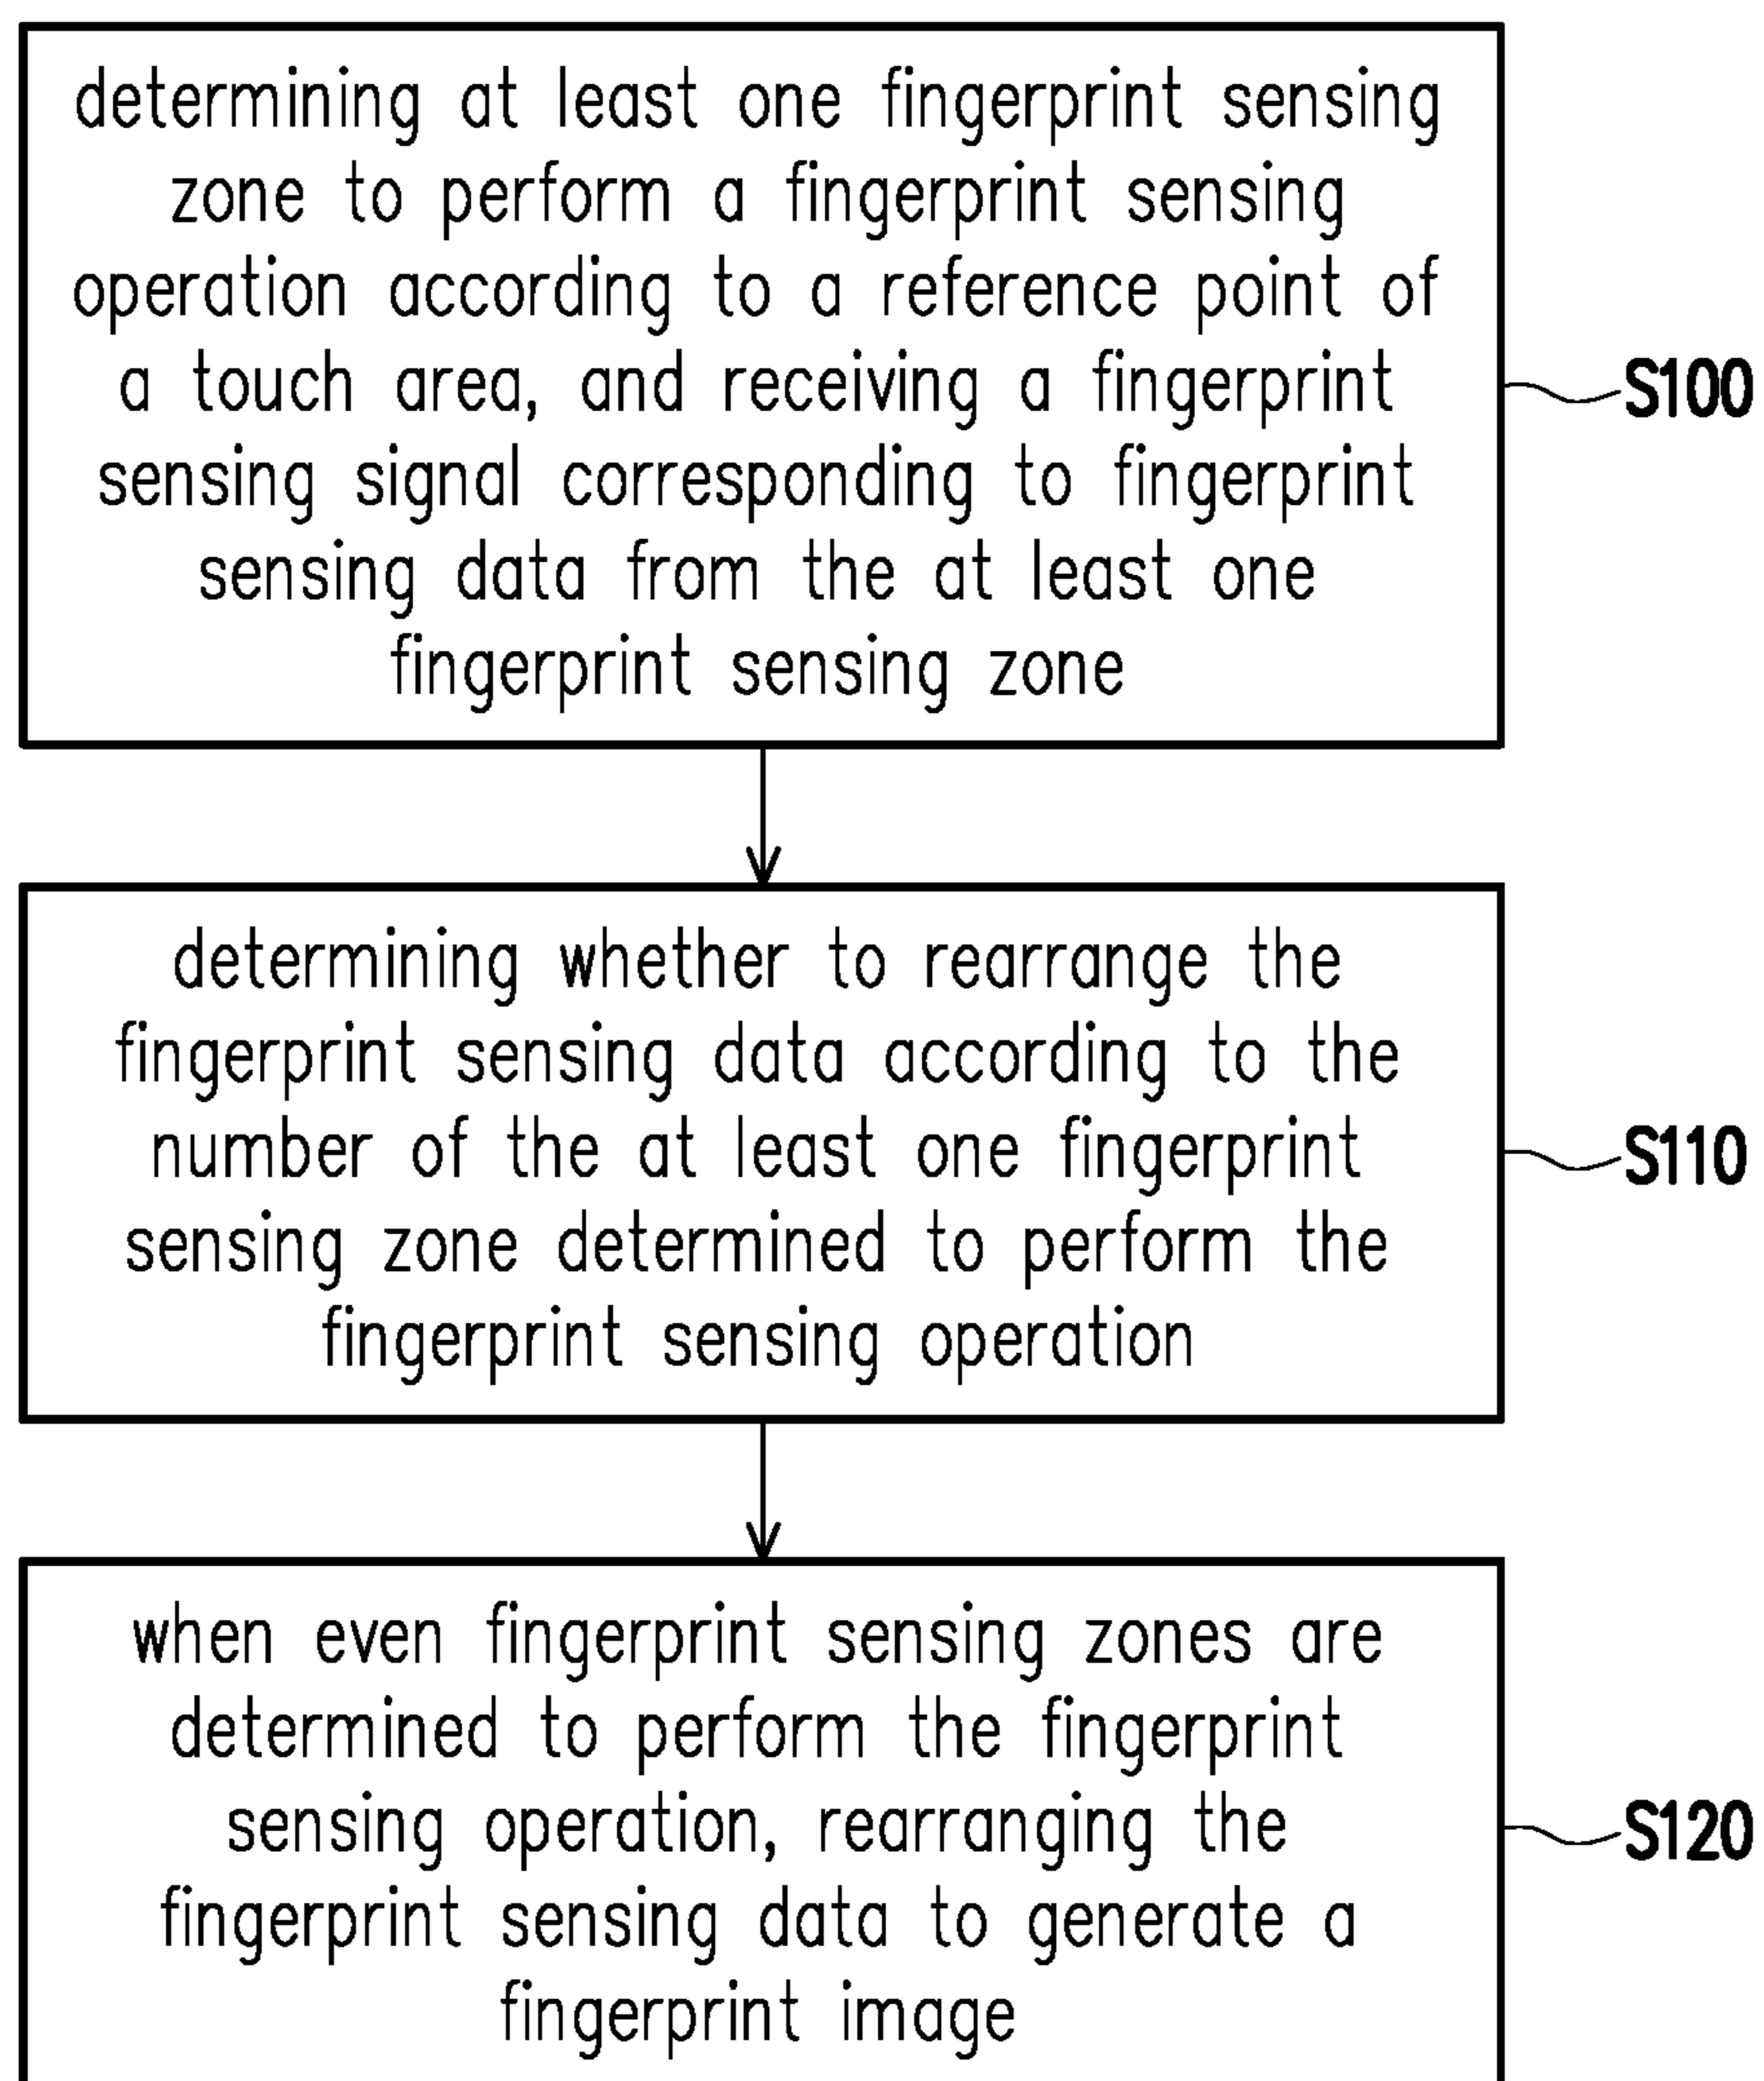 determining at least one fingerprint sensing
zone to perform a fingerprint sensing
operation according to a reference point of
a touch area, and receiving a fingerprint
sensing signal corresponding to fingerprint
sensing data from the at least one
fingerprint sensing zone
S100
determining whether to rearrange the
fingerprint sensing data according to the
number of the at least one fingerprint
sensing zone determined to perform the
fingerprint sensing operation
S110
when even fingerprint sensing zones are
determined to perform the fingerprint
sensing operation, rearranging the
fingerprint sensing data to generate a
fingerprint image
S120